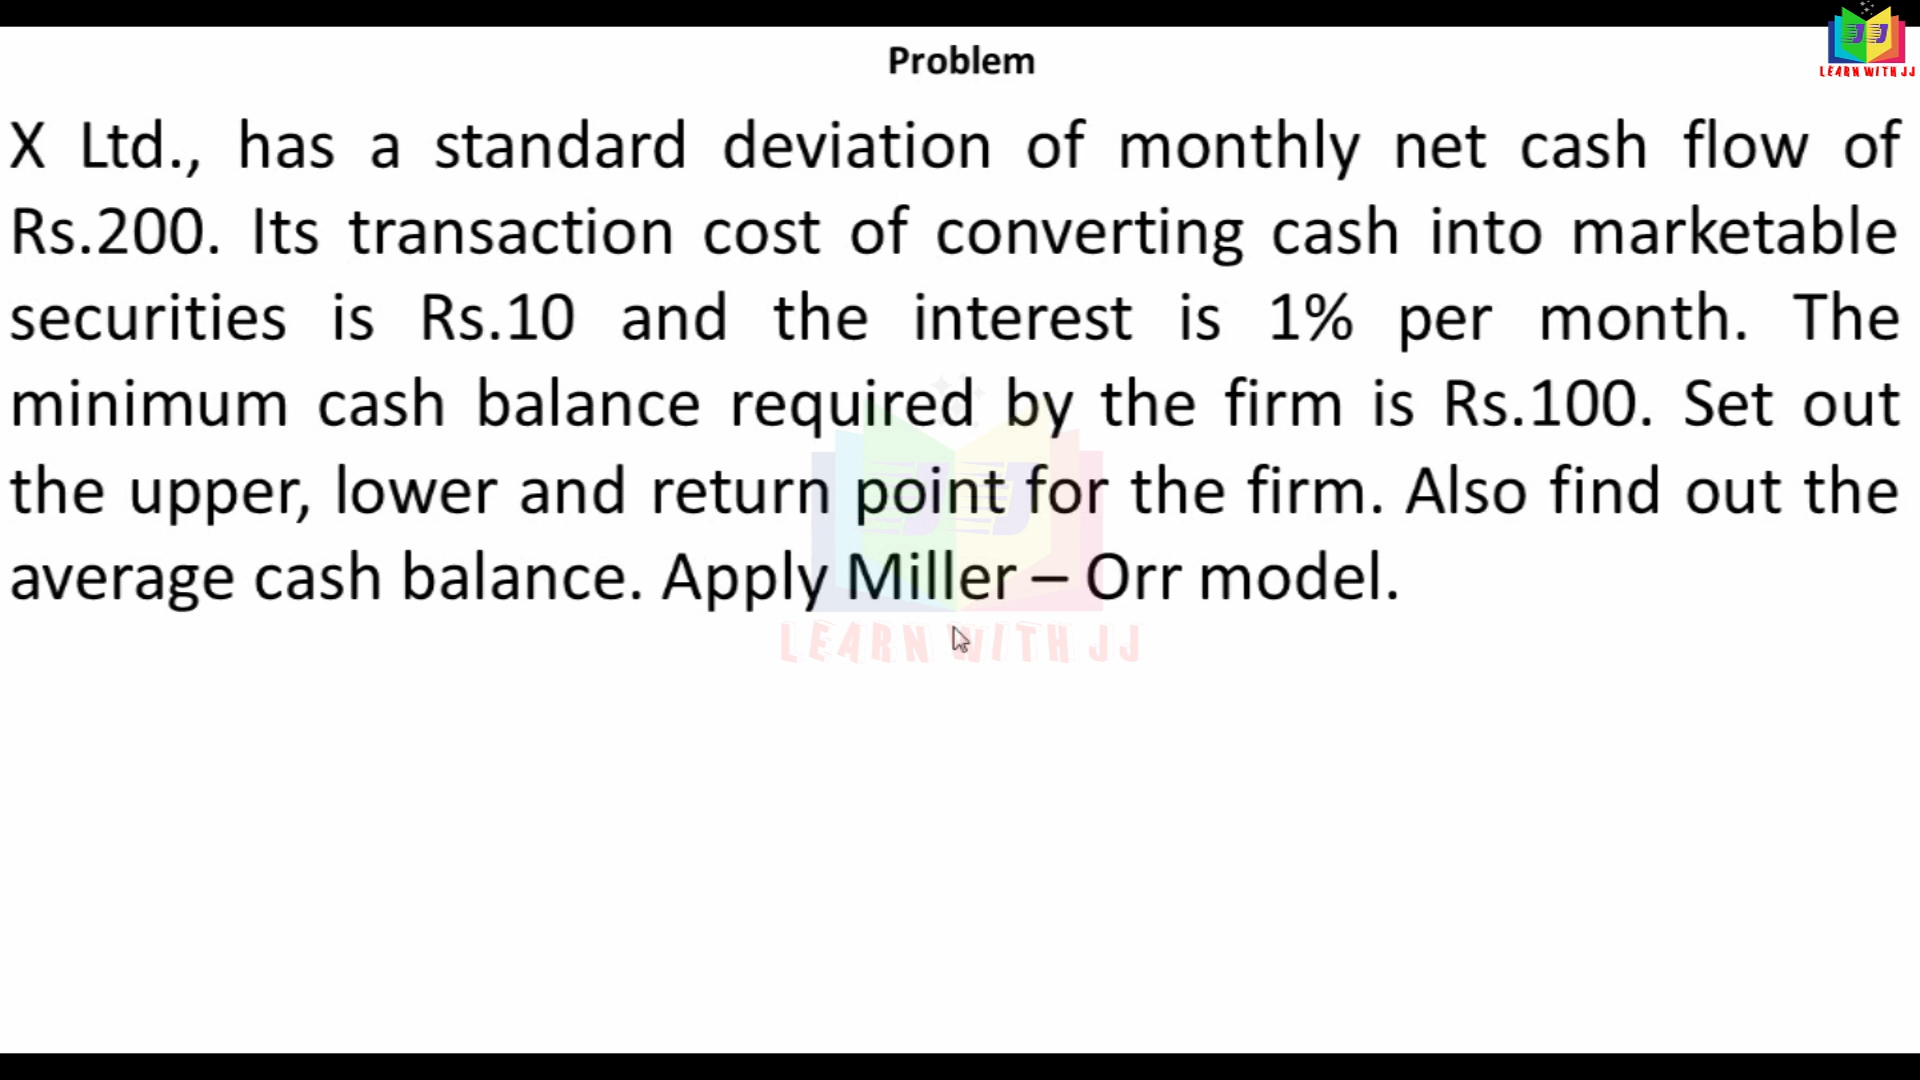 Problem
LEARN WITH JJ
X Ltd., has a standard deviation of monthly net cash flow of
Rs.200. Its transaction cost of converting cash into marketable
securities is Rs.10 and the interest is 1% per month. The
minimum cash balance required by the firm is Rs.100. Set out
the upper, lower and return point for the firm. Also find out the
average cash balance. Apply Miller – Orr model.
LEARN WITH JJ